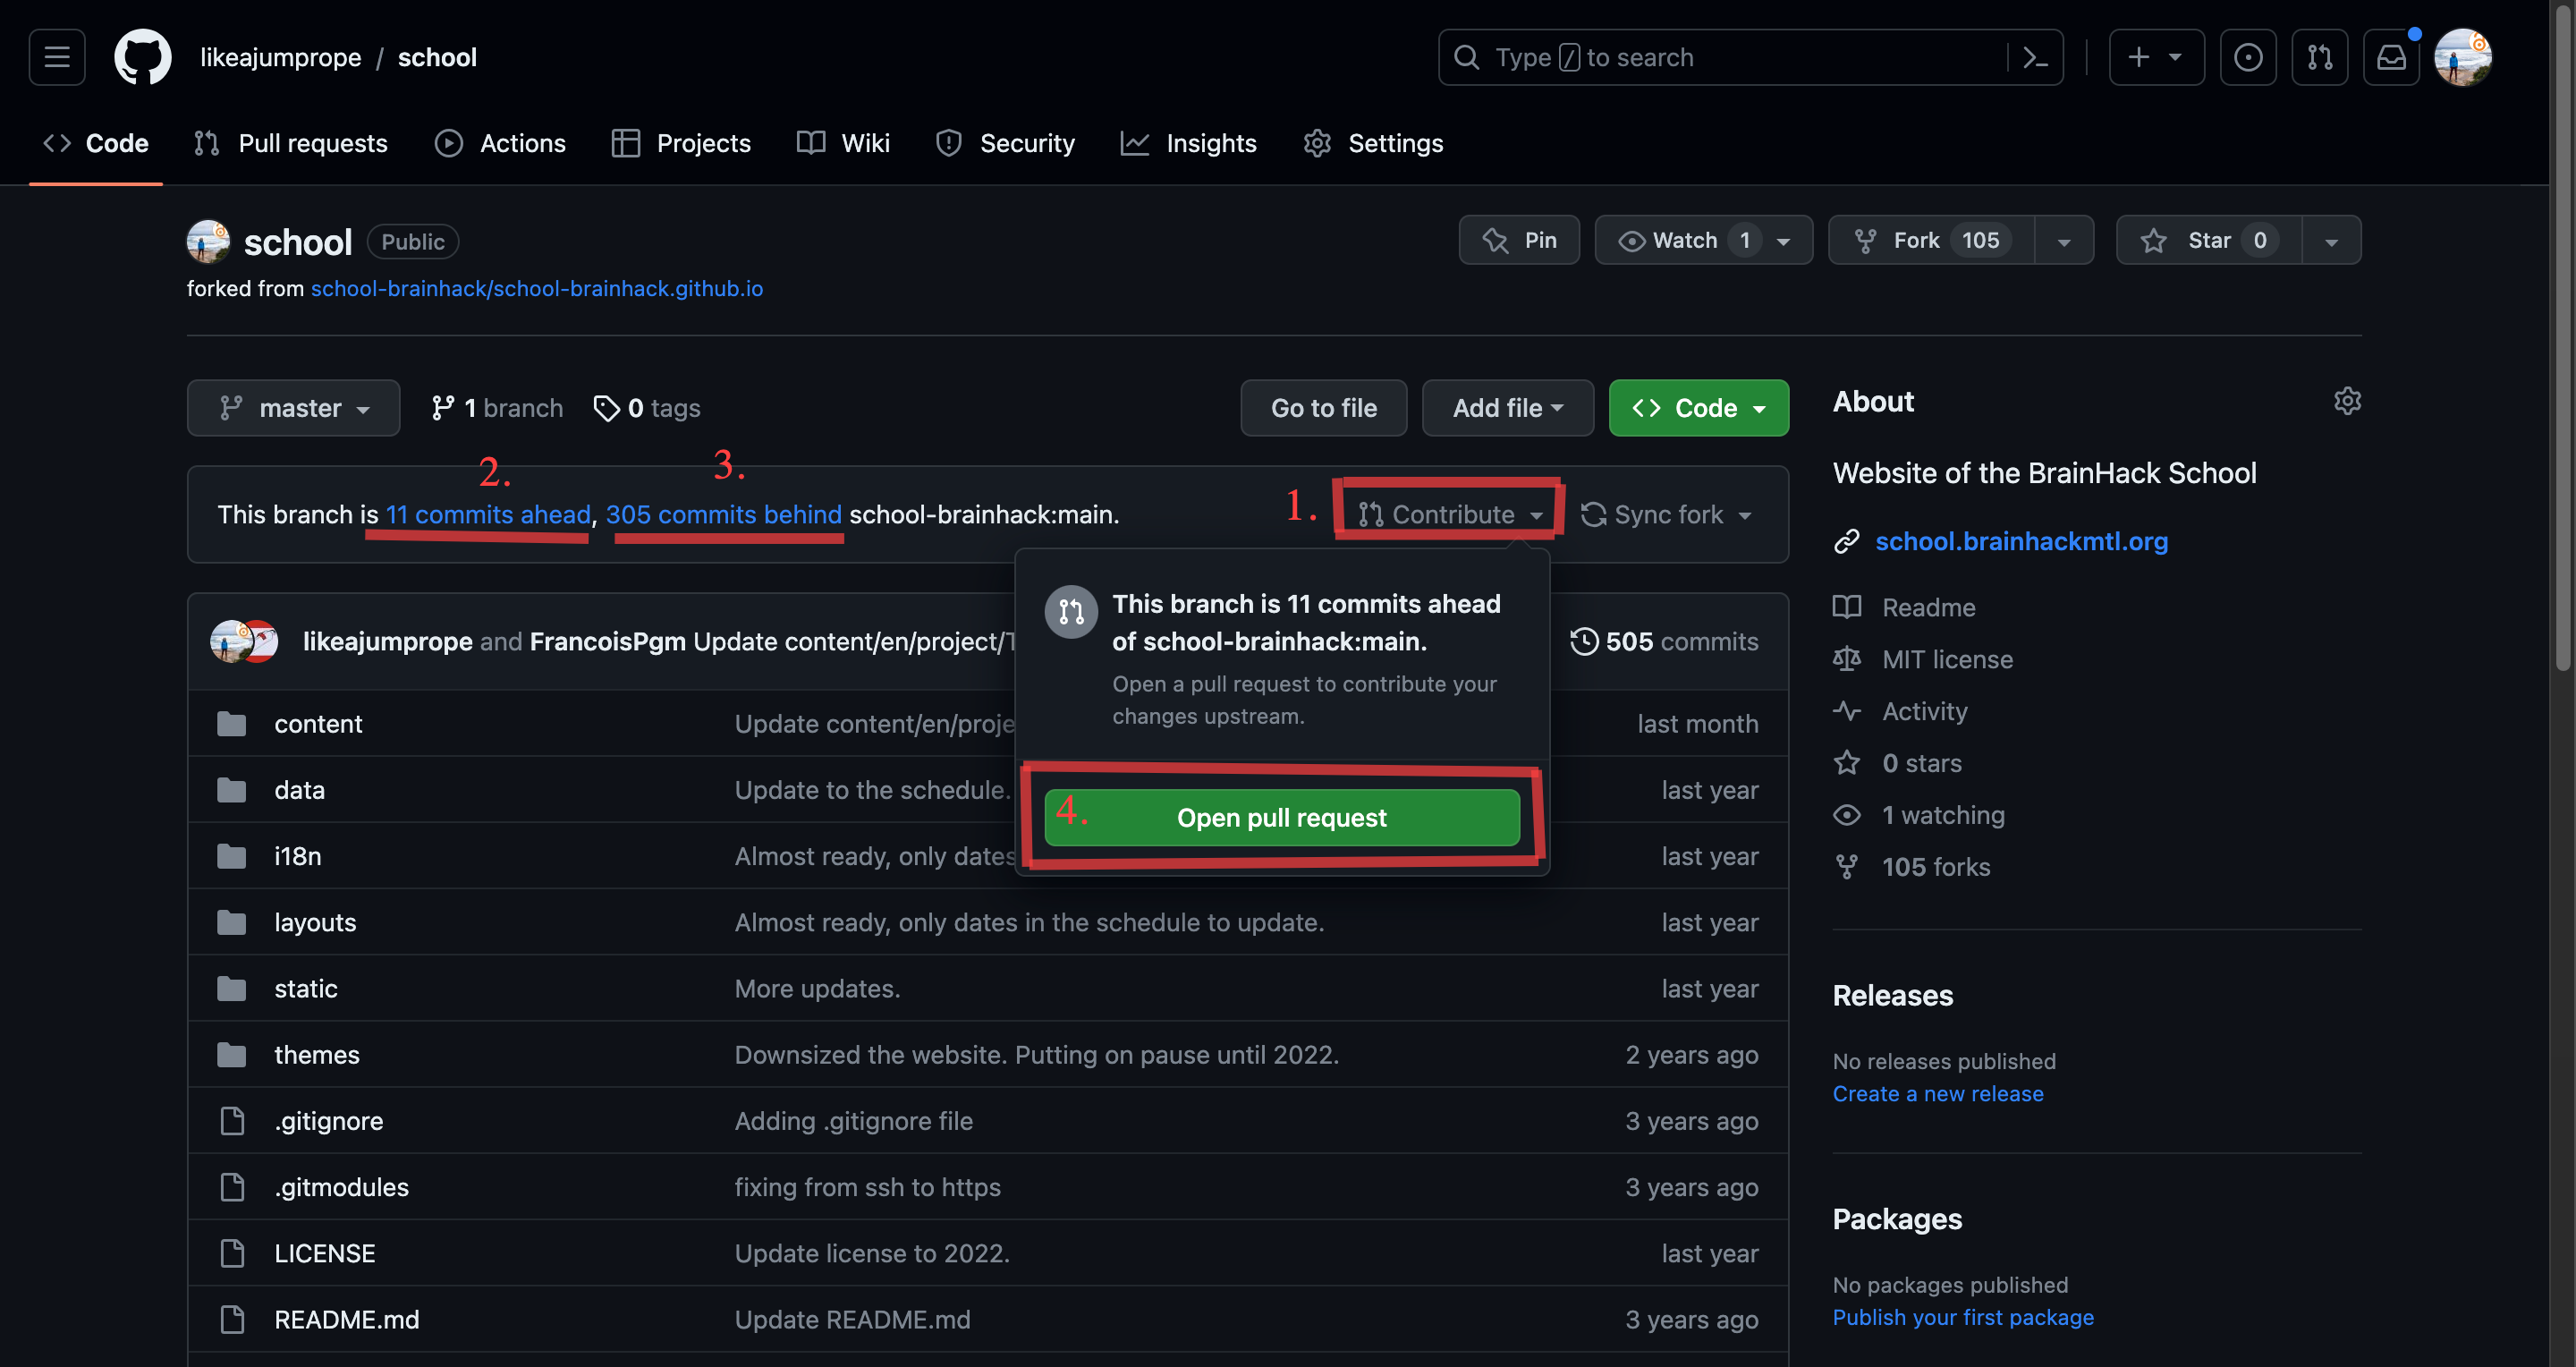 likeajumprope / school
Type / to search
Code
Pull requests
Actions
Projects
Wiki
Security
Insights
Settings
school Public
Pin
Watch 1
Fork 105
Star 0
forked from school-brainhack/school-brainhack.github.io
master
1 branch
0 tags
Go to file
Add file
Code
2.
3.
1.
This branch is 11 commits ahead, 305 commits behind school-brainhack:main.
Contribute
Sync fork
This branch is 11 commits ahead
of school-brainhack:main.
Open a pull request to contribute your
changes upstream.
4.
Open pull request
likeajumprope and FrancoisPgm Update content/en/project/
505 commits
content Update content/en/proje last month
data Update to the schedule. last year
i18n Almost ready, only dates last year
layouts Almost ready, only dates in the schedule to update. last year
static More updates. last year
themes Downsized the website. Putting on pause until 2022. 2 years ago
.gitignore Adding .gitignore file 3 years ago
.gitmodules fixing from ssh to https 3 years ago
LICENSE Update license to 2022. last year
README.md Update README.md 3 years ago
About
Website of the BrainHack School
school.brainhackmtl.org
Readme
MIT license
Activity
0 stars
1 watching
105 forks
Releases
No releases published
Create a new release
Packages
No packages published
Publish your first package